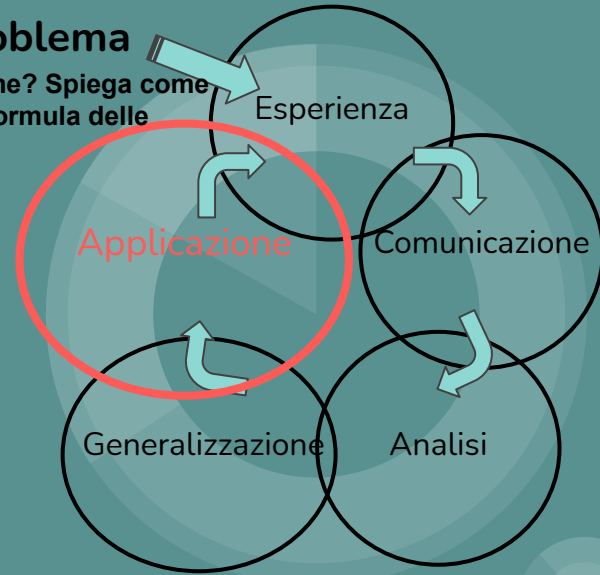 oblema
ne? Spiega come
ormula delle
Esperienza
Applicazione
Comunicazione
Generalizzazione
Analisi